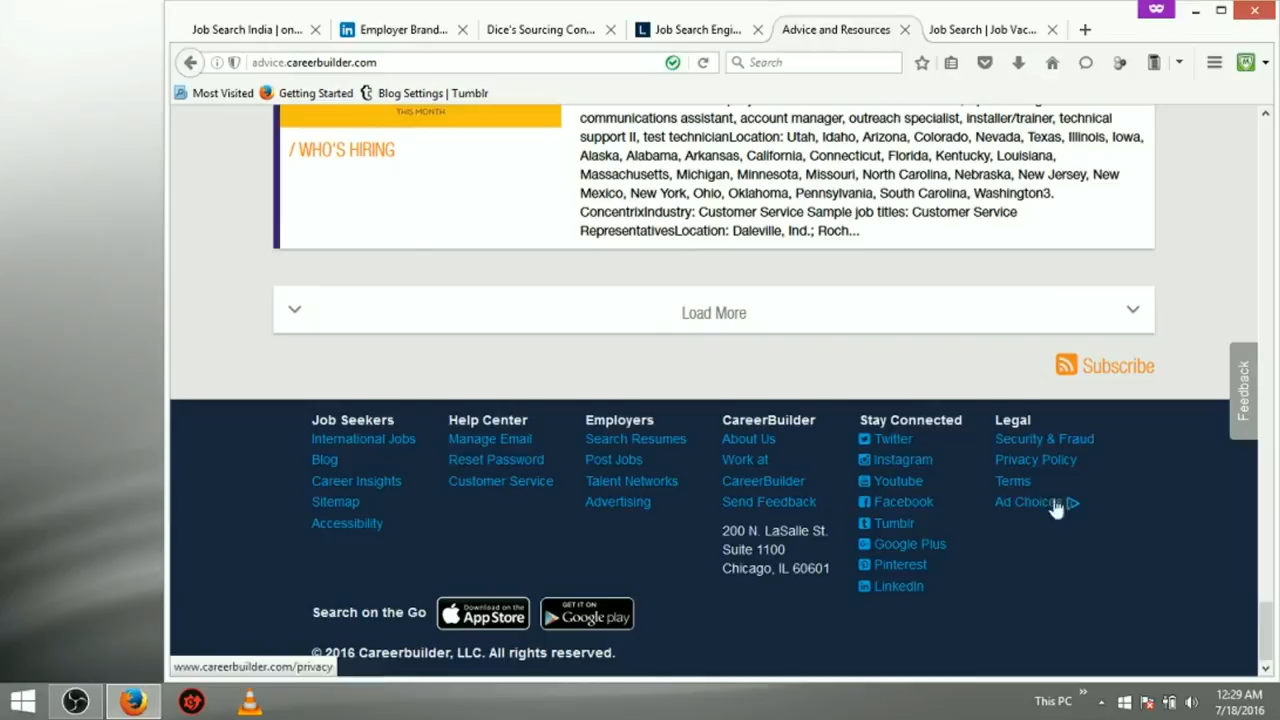 Job Search India | on...
Employer Brand...
Dice's Sourcing Con...
Job Search Engi...
Advice and Resources
Job Search | Job Vac...
advice.careerbuilder.com
Search
Most Visited
Getting Started
Blog Settings | Tumblr
THIS MONTH
/ WHO'S HIRING
communications assistant, account manager, outreach specialist, installer/trainer, technical
support II, test technicianLocation: Utah, Idaho, Arizona, Colorado, Nevada, Texas, Illinois, Iowa,
Alaska, Alabama, Arkansas, California, Connecticut, Florida, Kentucky, Louisiana,
Massachusetts, Michigan, Minnesota, Missouri, North Carolina, Nebraska, New Jersey, New
Mexico, New York, Ohio, Oklahoma, Pennsylvania, South Carolina, Washington3.
ConcentrixIndustry: Customer Service Sample job titles: Customer Service
RepresentativesLocation: Daleville, Ind.; Roch...
Load More
Subscribe
Feedback
Job Seekers
International Jobs
Blog
Career Insights
Sitemap
Accessibility
Help Center
Manage Email
Reset Password
Customer Service
Employers
Search Resumes
Post Jobs
Talent Networks
Advertising
CareerBuilder
About Us
Work at
CareerBuilder
Send Feedback
200 N. LaSalle St.
Suite 1100
Chicago, IL 60601
Stay Connected
Twitter
Instagram
Youtube
Facebook
Tumblr
Google Plus
Pinterest
LinkedIn
Legal
Security & Fraud
Privacy Policy
Terms
Ad Choices
Search on the Go
Download on the
App Store
GET IT ON
Google play
© 2016 Careerbuilder, LLC. All rights reserved.
www.careerbuilder.com/privacy
This PC
12:29 AM
7/18/2016